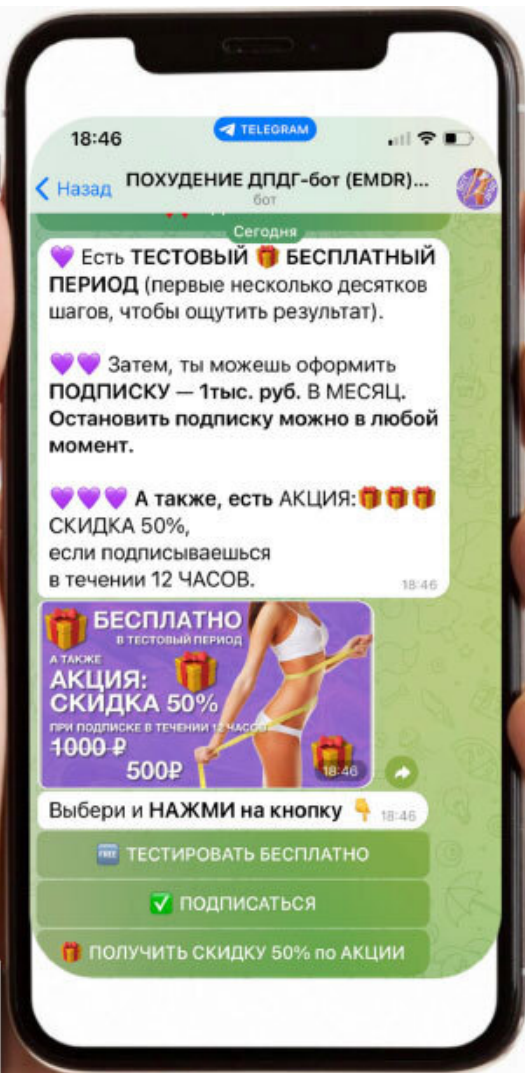 18:46
TELEGRAM
Назад
ПОХУДЕНИЕ ДПДГ-бот (EMDR)...
бот
Сегодня
💜 Есть ТЕСТОВЫЙ 🎁 БЕСПЛАТНЫЙ
ПЕРИОД (первые несколько десятков
шагов, чтобы ощутить результат).
💜💜 Затем, ты можешь оформить
ПОДПИСКУ — 1тыс. руб. В МЕСЯЦ.
Остановить подписку можно в любой
момент.
💜💜💜 А также, есть АКЦИЯ:🎁🎁🎁
СКИДКА 50%,
если подписываешься
в течении 12 ЧАСОВ.
18:46
БЕСПЛАТНО
В ТЕСТОВЫЙ ПЕРИОД
А ТАКЖЕ
АКЦИЯ:
СКИДКА 50%
ПРИ ПОДПИСКЕ В ТЕЧЕНИИ 12 ЧАСОВ
1000 ₽
500₽
18:46
Выбери и НАЖМИ на кнопку 👇 18:46
🆓 ТЕСТИРОВАТЬ БЕСПЛАТНО
✅ ПОДПИСАТЬСЯ
🎁 ПОЛУЧИТЬ СКИДКУ 50% по АКЦИИ